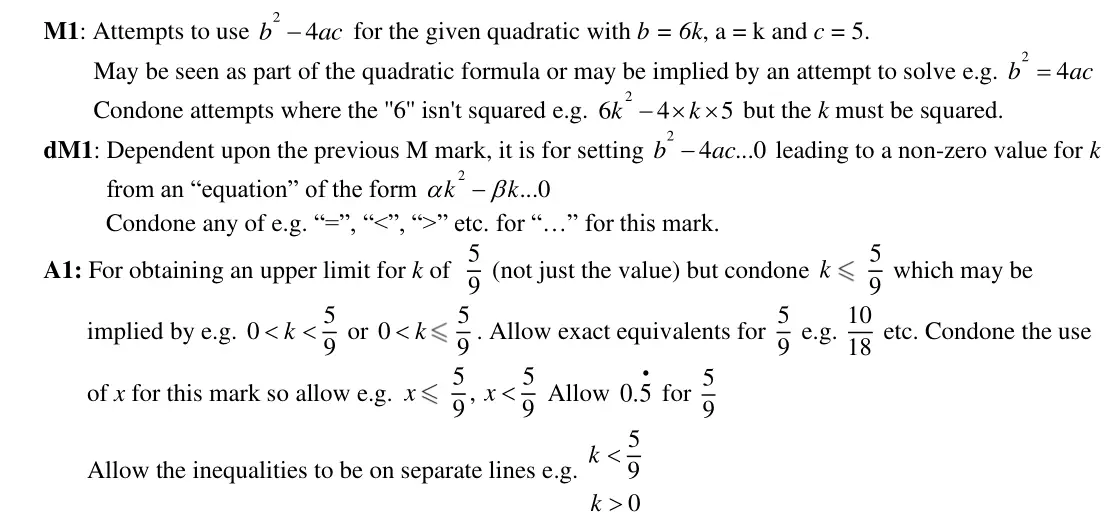 M1: Attempts to use b² – 4ac for the given quadratic with b = 6k, a = k and c = 5.
May be seen as part of the quadratic formula or may be implied by an attempt to solve e.g. b² = 4ac
Condone attempts where the "6" isn't squared e.g. 6k² – 4×k×5 but the k must be squared.
dM1: Dependent upon the previous M mark, it is for setting b² – 4ac...0 leading to a non-zero value for k
from an “equation” of the form αk² – βk...0
Condone any of e.g. “=”, “<”, “>” etc. for “…” for this mark.
A1: For obtaining an upper limit for k of 5/9 (not just the value) but condone k ⩽ 5/9 which may be
implied by e.g. 0 < k < 5/9 or 0 < k ⩽ 5/9. Allow exact equivalents for 5/9 e.g. 10/18 etc. Condone the use
of x for this mark so allow e.g. x ⩽ 5/9, x < 5/9 Allow 0.5̇ for 5/9
Allow the inequalities to be on separate lines e.g. k < 5/9
k > 0